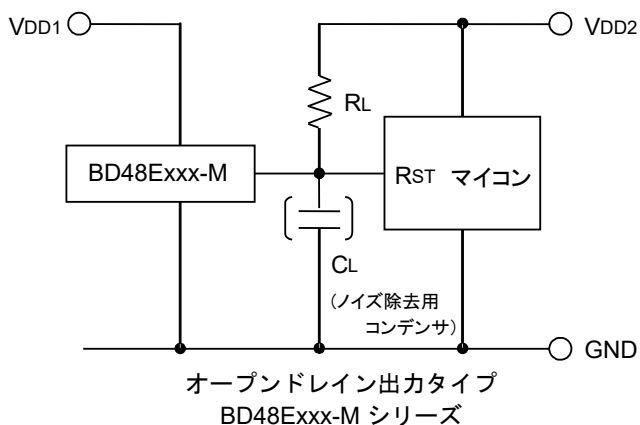 VDD1
VDD2
RL
BD48Exxx-M
RST マイコン
CL
(ノイズ除去用
コンデンサ)
GND
オープンドレイン出力タイプ
BD48Exxx-M シリーズ